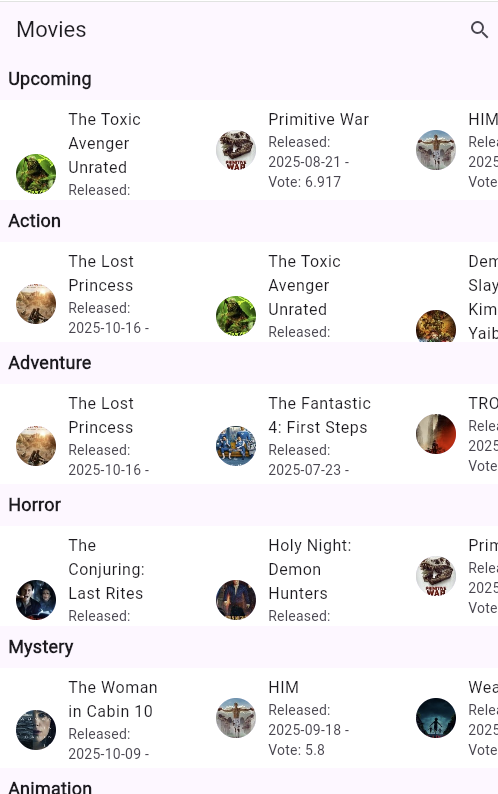 Movies
Upcoming
The Toxic
Avenger
Unrated
Released:
Primitive War
Released:
2025-08-21 -
Vote: 6.917
HIM
Rele
2025
Vote
Action
The Lost
Princess
Released:
2025-10-16 -
The Toxic
Avenger
Unrated
Released:
Dem
Slay
Kim
Yaib
Adventure
The Lost
Princess
Released:
2025-10-16 -
The Fantastic
4: First Steps
Released:
2025-07-23 -
TRO
Rele
2025
Vote
Horror
The
Conjuring:
Last Rites
Released:
Holy Night:
Demon
Hunters
Released:
Prim
Rele
2025
Vote
Mystery
The Woman
in Cabin 10
Released:
2025-10-09 -
HIM
Released:
2025-09-18 -
Vote: 5.8
Wea
Rele
2025
Vote
Animation